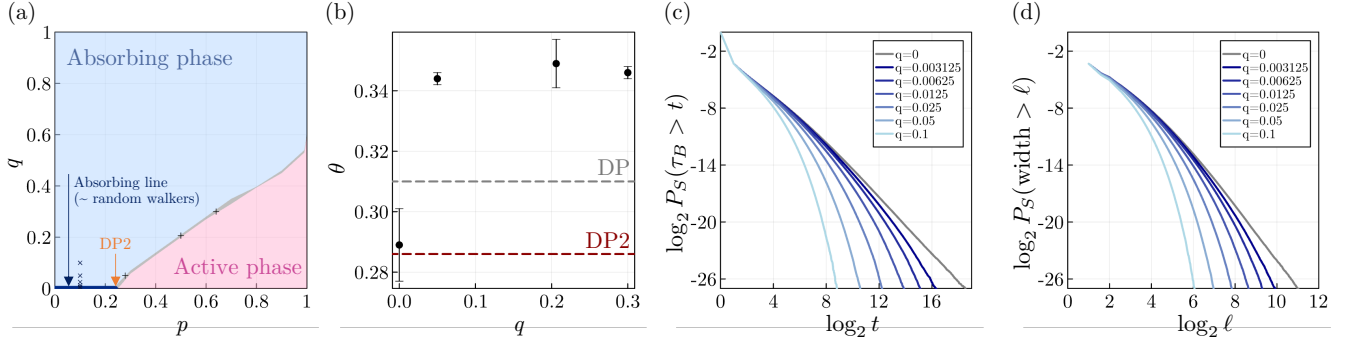 (a)
1
0.8
0.6
0.4
0.2
0
q
Absorbing phase
Absorbing line
(~ random walkers)
DP2
Active phase
0
0.2
0.4
0.6
0.8
1
p
(b)
0.34
0.32
0.30
0.28
θ
DP
DP2
0.0
0.1
0.2
0.3
q
(c)
-2
-8
-14
-20
-26
log₂ P_S(τ_B > t)
q=0
q=0.003125
q=0.00625
q=0.0125
q=0.025
q=0.05
q=0.1
0
4
8
12
16
log₂ t
(d)
-2
-8
-14
-20
-26
log₂ P_S(width > ℓ)
q=0
q=0.003125
q=0.00625
q=0.0125
q=0.025
q=0.05
q=0.1
0
2
4
6
8
10
12
log₂ ℓ